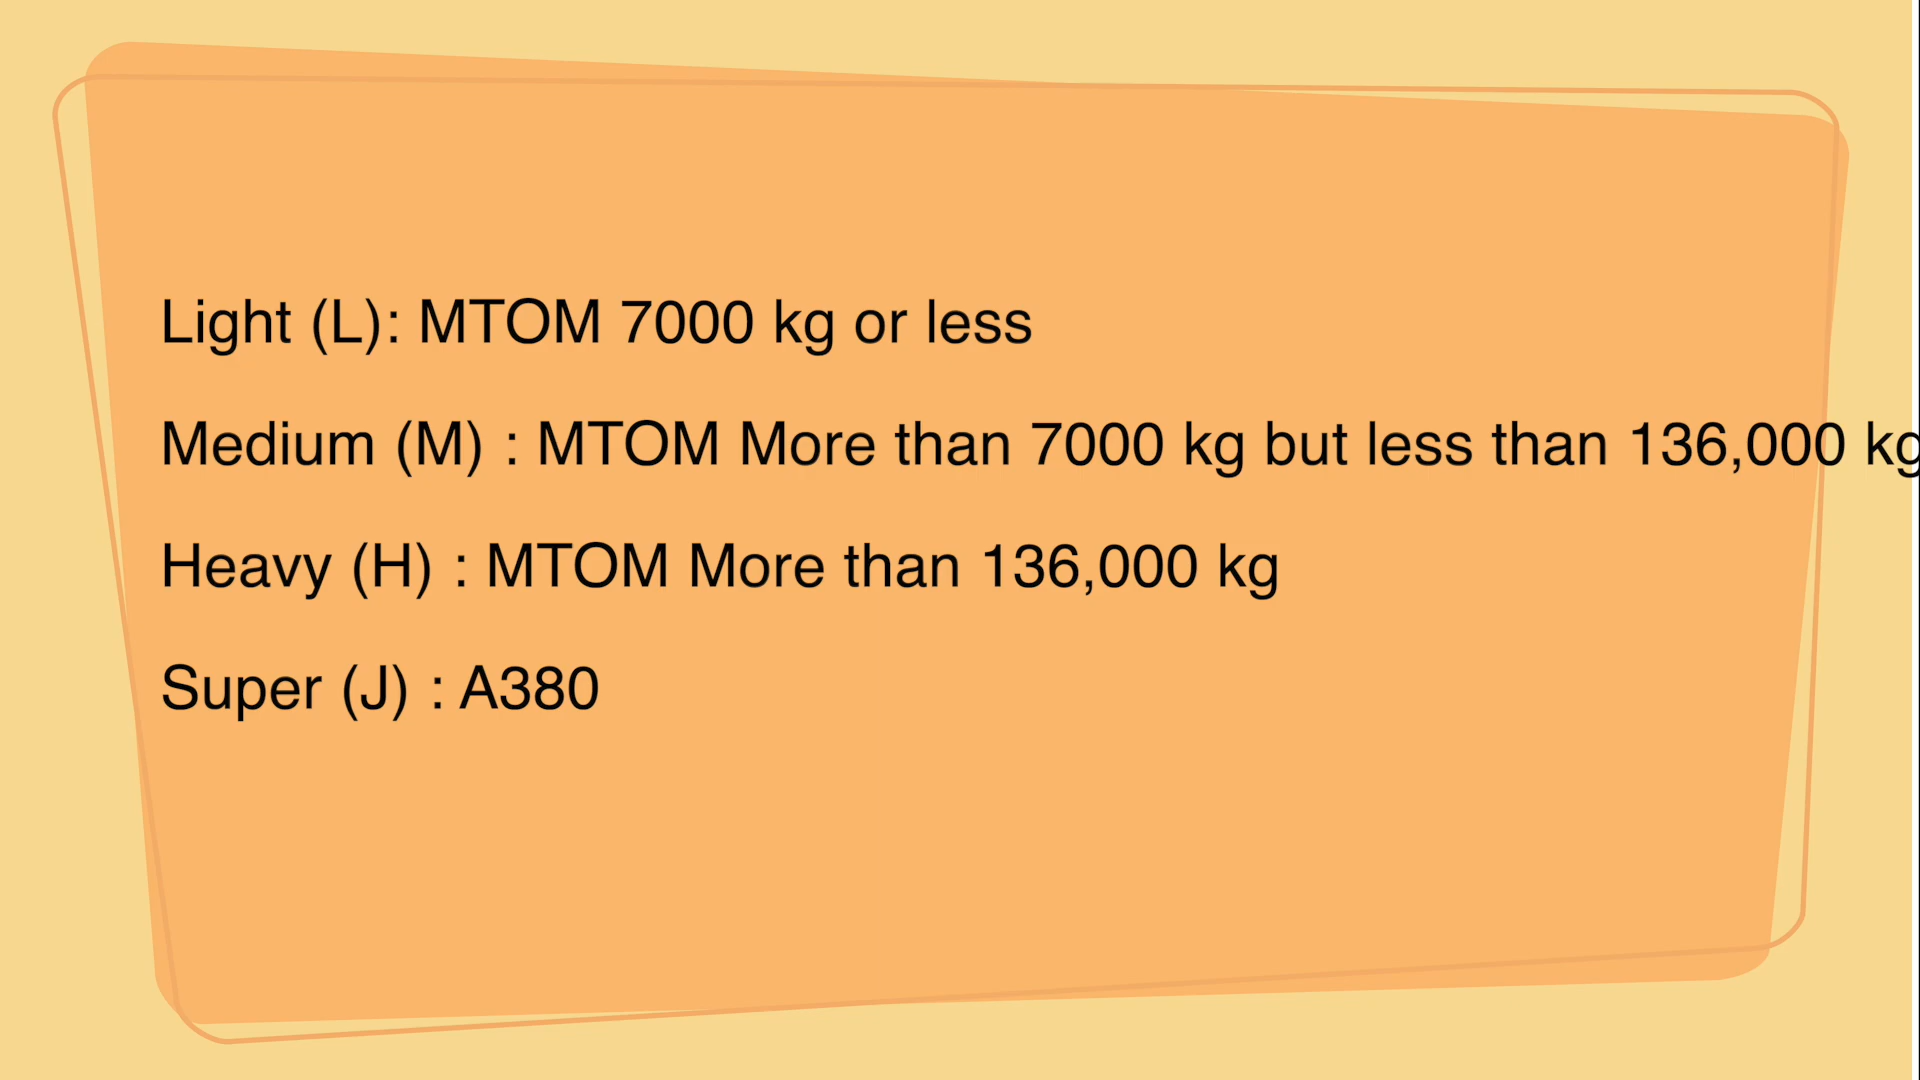 Light (L): MTOM 7000 kg or less
Medium (M) : MTOM More than 7000 kg but less than 136,000 kg
Heavy (H) : MTOM More than 136,000 kg
Super (J) : A380